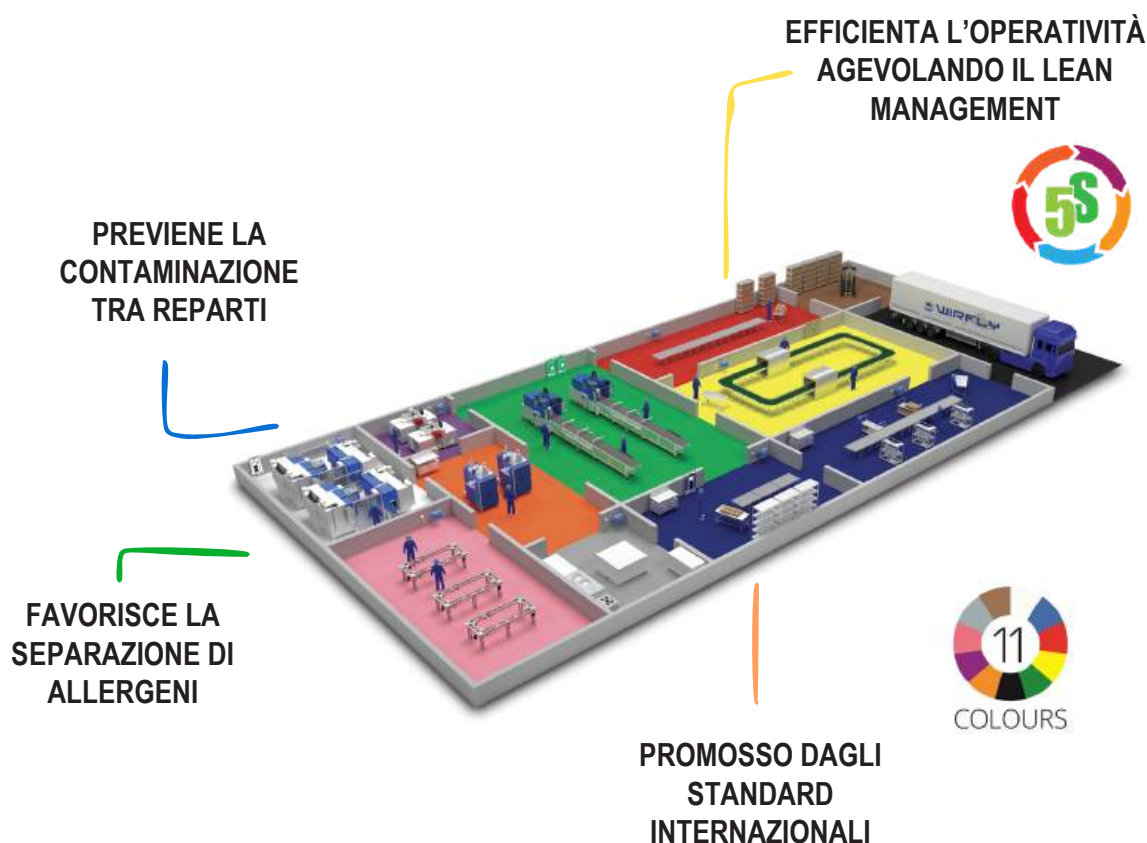 EFFICIENTA L’OPERATIVITÀ
AGEVOLANDO IL LEAN
MANAGEMENT
5S
PREVIENE LA
CONTAMINAZIONE
TRA REPARTI
WIRFLY
FAVORISCE LA
SEPARAZIONE DI
ALLERGENI
11
COLOURS
PROMOSSO DAGLI
STANDARD
INTERNAZIONALI